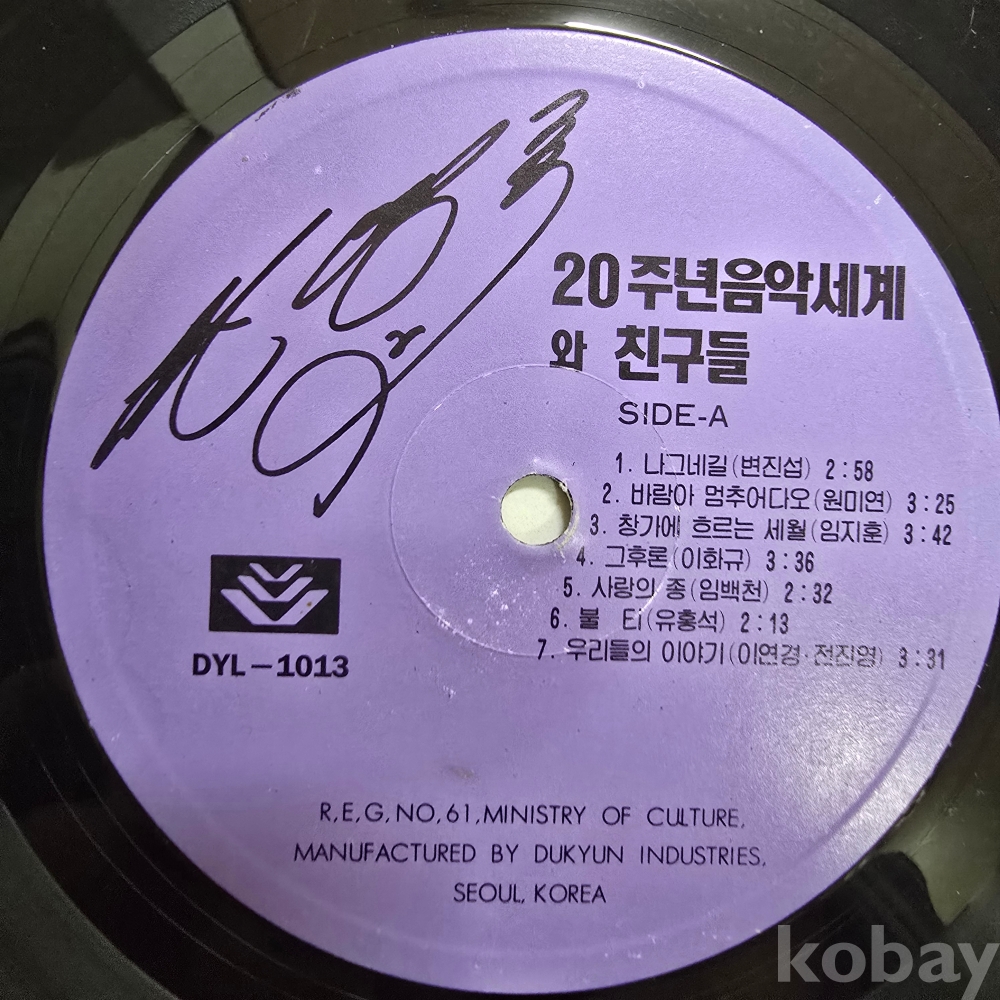 20주년음악세계
와 친구들
SIDE-A
1. 나그네길(변진섭) 2:58
2. 바람아 멈추어다오(원미연) 3:25
3. 창가에 흐르는 세월(임지훈) 3:42
4. 그후론(이화규) 3:36
5. 사랑의 종(임백천) 2:32
6. 불 티(유홍석) 2:13
7. 우리들의 이야기(이연경·전진영) 3:31
DYL-1013
R.E.G. NO. 61. MINISTRY OF CULTURE.
MANUFACTURED BY DUKYUN INDUSTRIES.
SEOUL, KOREA
kobay